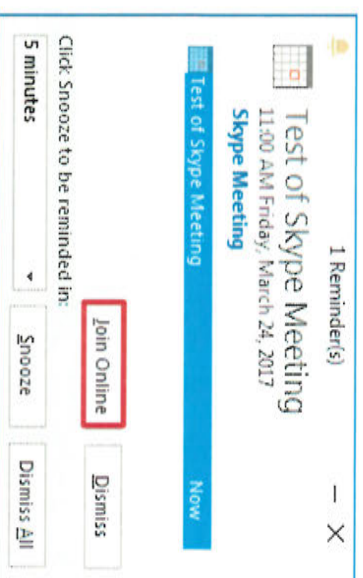 1 Reminder(s)
Test of Skype Meeting
11:00 AM Friday, March 24, 2017
Skype Meeting
Test of Skype Meeting Now
Join Online Dismiss
Click Snooze to be reminded in:
5 minutes Snooze Dismiss All